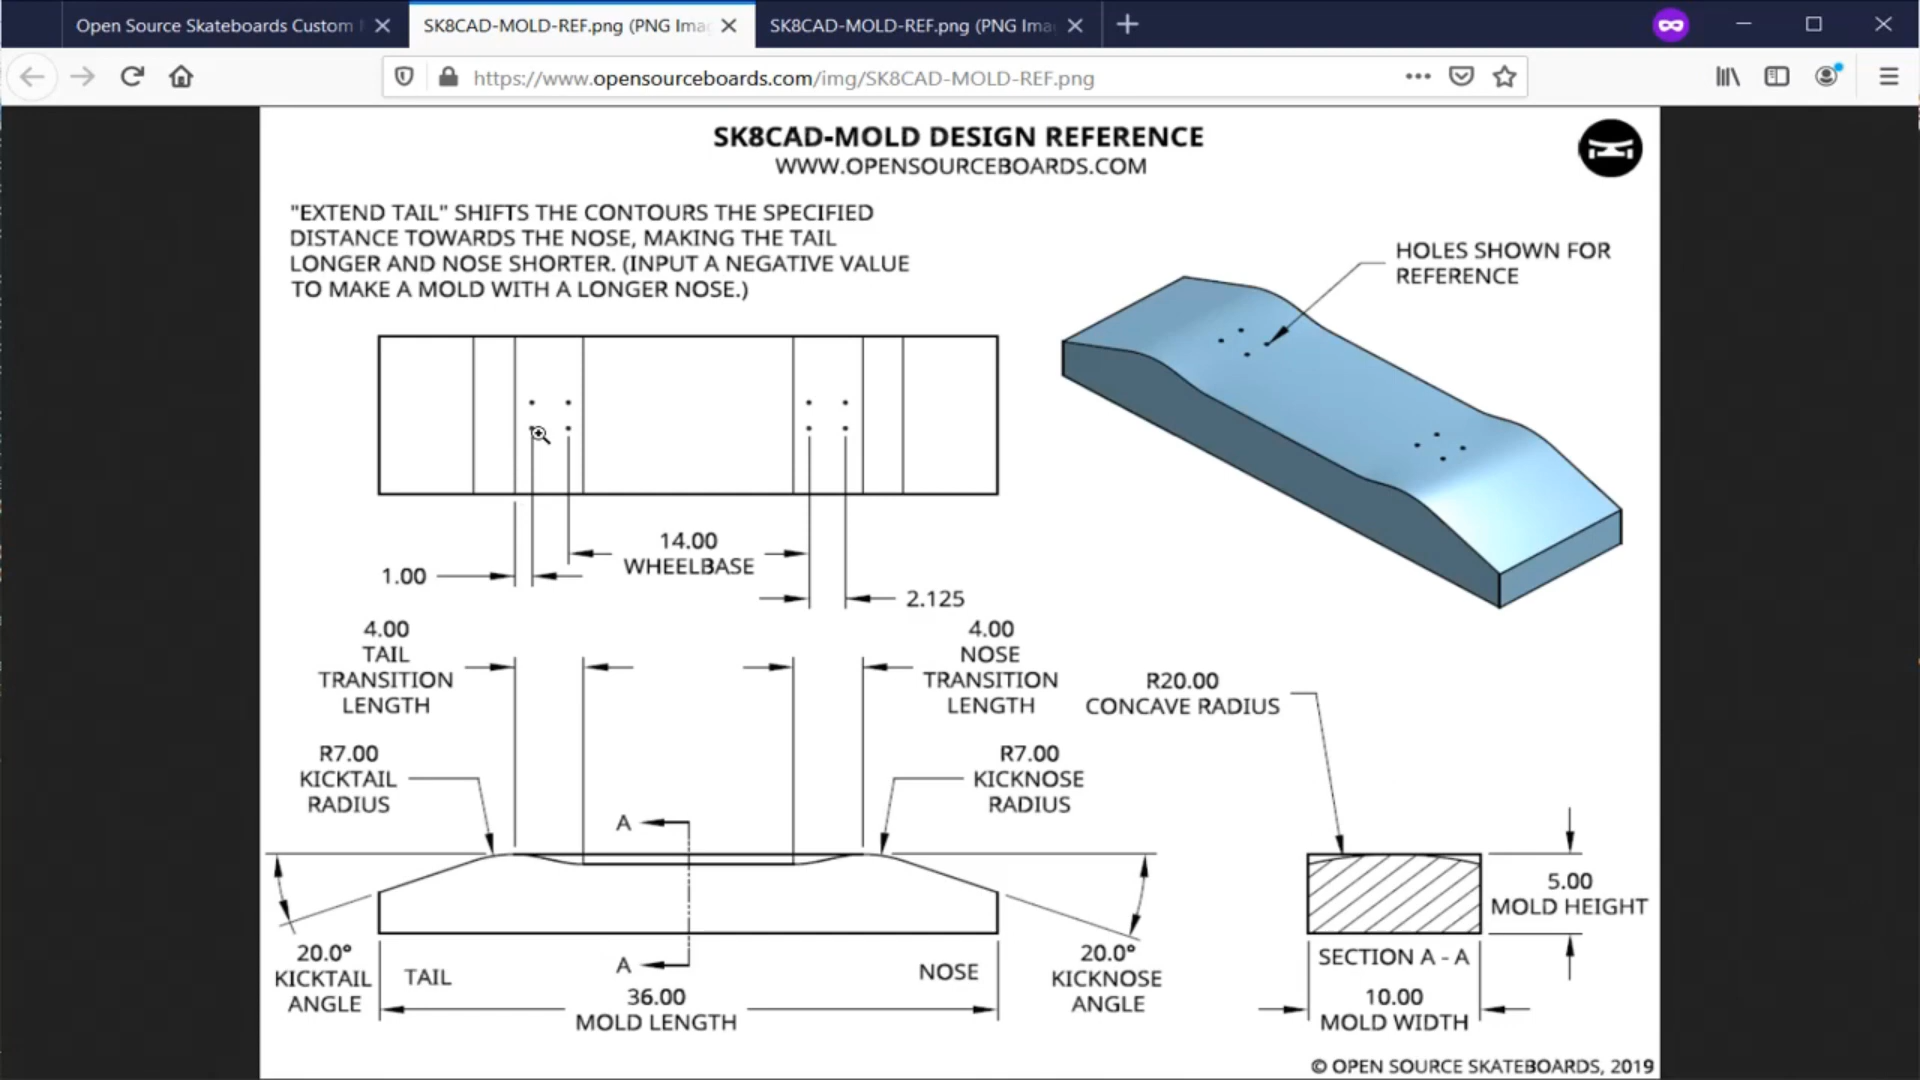 Open Source Skateboards Custom
SK8CAD-MOLD-REF.png (PNG Ima
SK8CAD-MOLD-REF.png (PNG Ima
https://www.opensourceboards.com/img/SK8CAD-MOLD-REF.png
SK8CAD-MOLD DESIGN REFERENCE
WWW.OPENSOURCEBOARDS.COM
"EXTEND TAIL" SHIFTS THE CONTOURS THE SPECIFIED
DISTANCE TOWARDS THE NOSE, MAKING THE TAIL
LONGER AND NOSE SHORTER. (INPUT A NEGATIVE VALUE
TO MAKE A MOLD WITH A LONGER NOSE.)
HOLES SHOWN FOR
REFERENCE
14.00
WHEELBASE
1.00
2.125
4.00
TAIL
TRANSITION
LENGTH
4.00
NOSE
TRANSITION
LENGTH
R20.00
CONCAVE RADIUS
R7.00
KICKTAIL
RADIUS
R7.00
KICKNOSE
RADIUS
A
A
20.0°
KICKTAIL
ANGLE
TAIL
NOSE
20.0°
KICKNOSE
ANGLE
36.00
MOLD LENGTH
5.00
MOLD HEIGHT
SECTION A - A
10.00
MOLD WIDTH
© OPEN SOURCE SKATEBOARDS, 2019